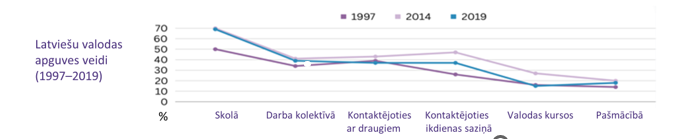 1997 2014 2019
Latviešu valodas
apguves veidi
(1997–2019)
70
60
50
40
30
20
10
0
%
Skolā
Darba kolektīvā
Kontaktējoties
ar draugiem
Kontaktējoties
ikdienas saziņā
Valodas kursos
Pašmācībā